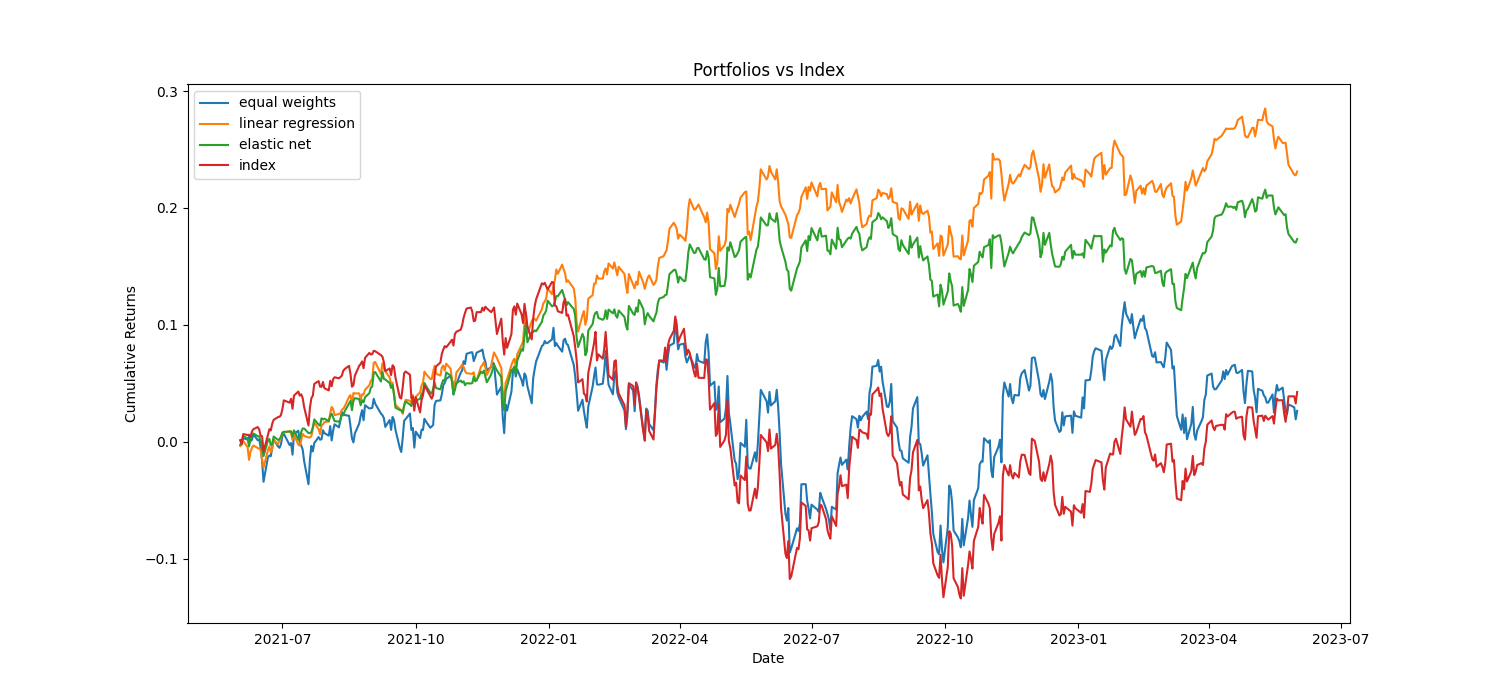 Portfolios vs Index
equal weights
linear regression
elastic net
index
Cumulative Returns
0.3
0.2
0.1
0.0
−0.1
2021-07
2021-10
2022-01
2022-04
2022-07
2022-10
2023-01
2023-04
2023-07
Date